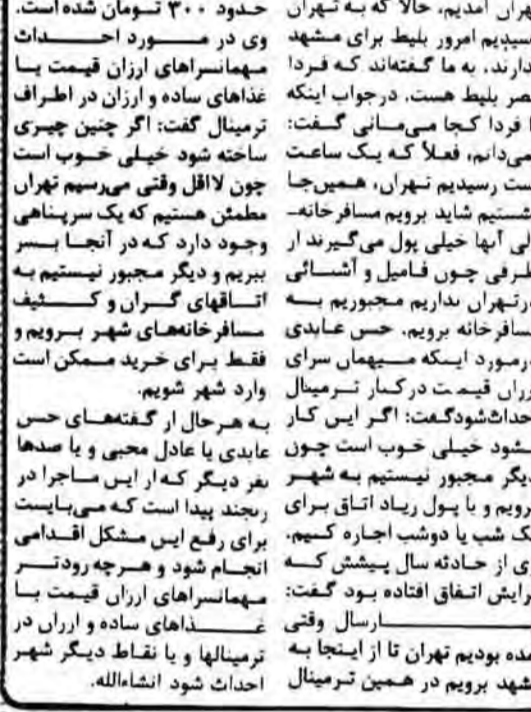 تهران آمدیم، حالا که به تهران
رسیدیم امروز بلیط برای مشهد
ندارند، به ما گفته‌اند که فردا
عصر بلیط هست. درجواب اینکه
تا فردا کجا می‌مانی گفت:
نمی‌دانم، فعلاً که یک ساعت
است رسیدیم تهران، همین‌جا
هستیم شاید برویم مسافرخانه‌ـ
ولی آنها خیلی پول می‌گیرند از
طرفی چون فامیل و آشنائی
در تهران نداریم مجبوریم به
مسافرخانه برویم. حسن عابدی
درمورد اینکه میهمان سرای
ارزان قیمت درکنار ترمینال
احداث‌شودگفت: اگر این کار
بشود خیلی خوب است چون
دیگر مجبور نیستیم به شهر
برویم و با پول زیاد اتاق برای
یک شب یا دوشب اجاره کنیم.
وی از حادثه سال پیشش که
برایش اتفاق افتاده بود گفت:
پارسال وقتی
آمده بودیم تهران تا از اینجا به
مشهد برویم در همین ترمینال
حدود ۳۰۰ تومان شده است.
وی در مورد احداث
مهمانسراهای ارزان قیمت با
غذاهای ساده و ارزان در اطراف
ترمینال گفت: اگر چنین چیزی
ساخته شود خیلی خوب است
چون لااقل وقتی می‌رسیم تهران
مطمئن هستیم که یک سرپناهی
وجود دارد که در آنجا بسر
ببریم و دیگر مجبور نیستیم به
اتاقهای گران و کثیف
مسافرخانه‌های شهر برویم و
فقط برای خرید ممکن است
وارد شهر شویم.
به هرحال از گفته‌های حسن
عابدی یا عادل محبی و یا صدها
نفر دیگر که از این ماجرا در
رنجند پیدا است که می‌بایست
برای رفع این مشکل اقدامی
انجام شود و هرچه زودتر
مهمانسراهای ارزان قیمت با
غذاهای ساده و ارزان در
ترمینالها و یا نقاط دیگر شهر
احداث شود انشاءالله.